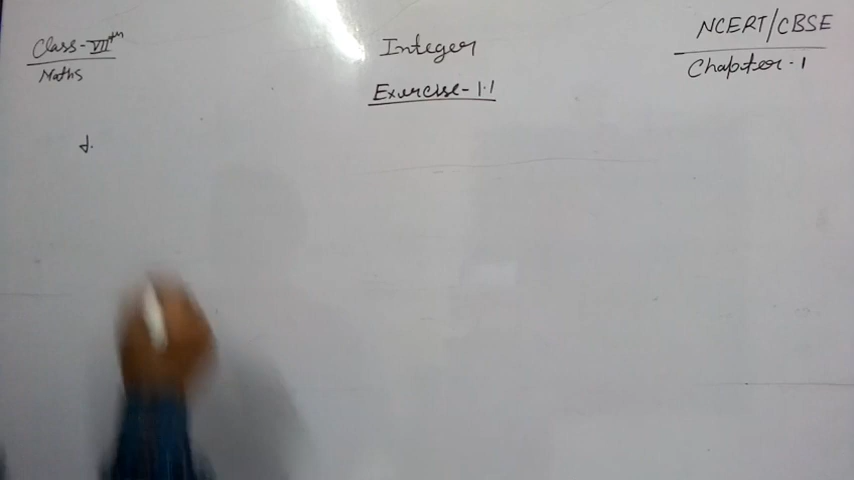 Class-VIIth
Maths
Integer
Exercise-1.1
NCERT/CBSE
Chapter.1